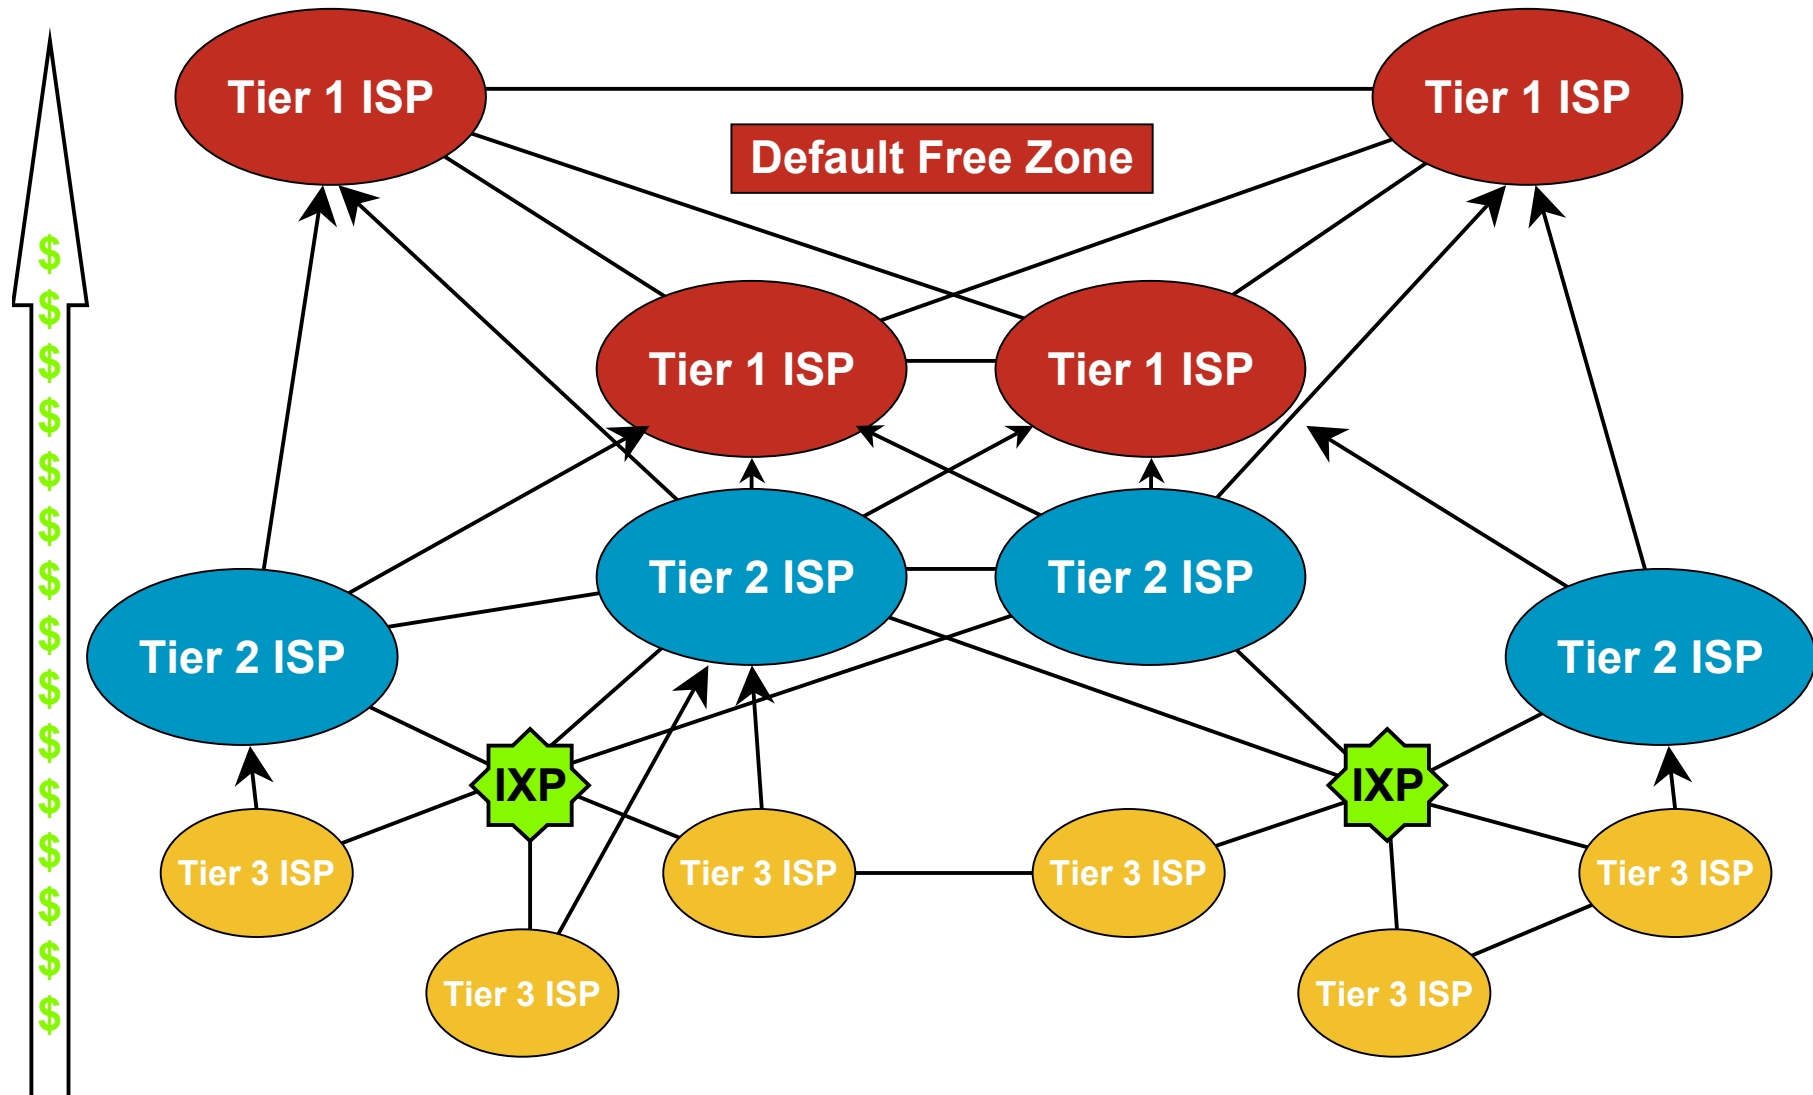 Tier 1 ISP
Tier 1 ISP
Default Free Zone
$
$
$
Tier 1 ISP
Tier 1 ISP
$
$
$
$
Tier 2 ISP
Tier 2 ISP
$
$
Tier 2 ISP
Tier 2 ISP
$
$
IXP
IXP
$
$
Tier 3 ISP
Tier 3 ISP
Tier 3 ISP
Tier 3 ISP
$
$
Tier 3 ISP
Tier 3 ISP